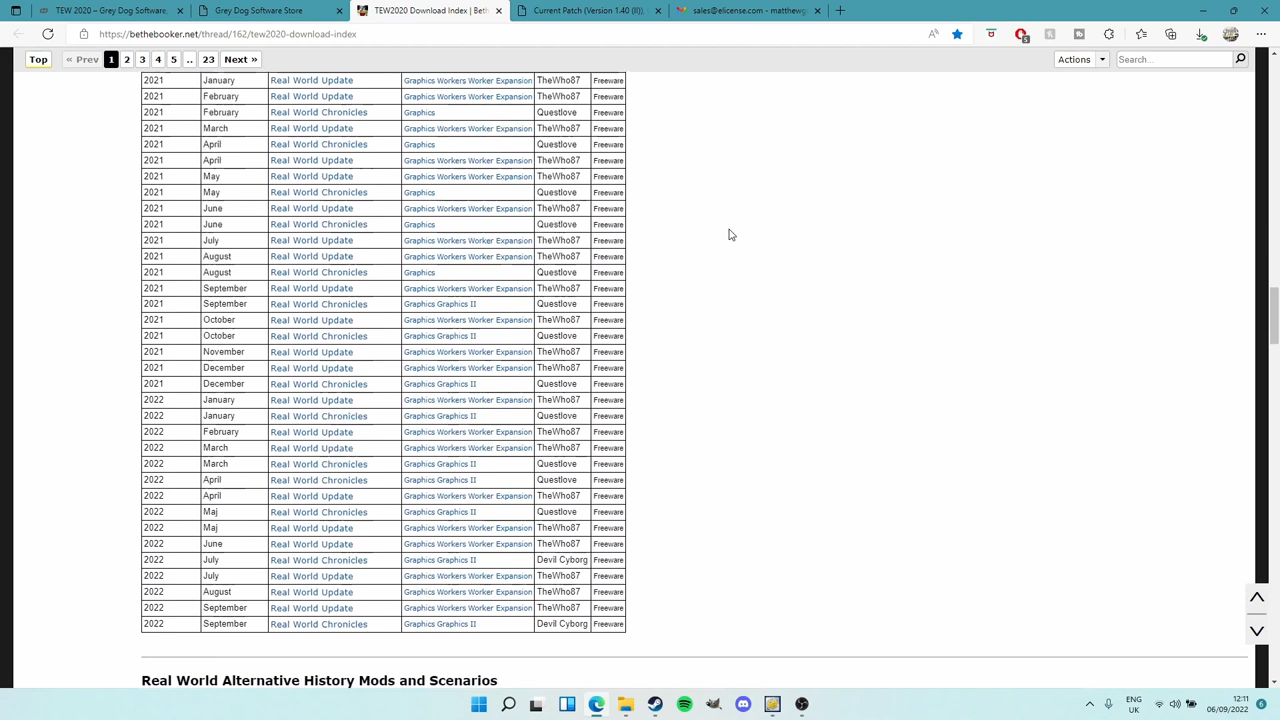 TEW 2020 – Grey Dog Software,
Grey Dog Software Store
TEW2020 Download Index | Beth
Current Patch (Version 1.40 (II)),
sales@elicense.com - matthewg
https://bethebooker.net/thread/162/tew2020-download-index
Top « Prev 1 2 3 4 5 .. 23 Next » Actions Search...
2021 January Real World Update Graphics Workers Worker Expansion TheWho87 Freeware
2021 February Real World Update Graphics Workers Worker Expansion TheWho87 Freeware
2021 February Real World Chronicles Graphics Questlove Freeware
2021 March Real World Update Graphics Workers Worker Expansion TheWho87 Freeware
2021 April Real World Chronicles Graphics Questlove Freeware
2021 April Real World Update Graphics Workers Worker Expansion TheWho87 Freeware
2021 May Real World Update Graphics Workers Worker Expansion TheWho87 Freeware
2021 May Real World Chronicles Graphics Questlove Freeware
2021 June Real World Update Graphics Workers Worker Expansion TheWho87 Freeware
2021 June Real World Chronicles Graphics Questlove Freeware
2021 July Real World Update Graphics Workers Worker Expansion TheWho87 Freeware
2021 August Real World Update Graphics Workers Worker Expansion TheWho87 Freeware
2021 August Real World Chronicles Graphics Questlove Freeware
2021 September Real World Update Graphics Workers Worker Expansion TheWho87 Freeware
2021 September Real World Chronicles Graphics Graphics II Questlove Freeware
2021 October Real World Update Graphics Workers Worker Expansion TheWho87 Freeware
2021 October Real World Chronicles Graphics Graphics II Questlove Freeware
2021 November Real World Update Graphics Workers Worker Expansion TheWho87 Freeware
2021 December Real World Update Graphics Workers Worker Expansion TheWho87 Freeware
2021 December Real World Chronicles Graphics Graphics II Questlove Freeware
2022 January Real World Update Graphics Workers Worker Expansion TheWho87 Freeware
2022 January Real World Chronicles Graphics Graphics II Questlove Freeware
2022 February Real World Update Graphics Workers Worker Expansion TheWho87 Freeware
2022 March Real World Update Graphics Workers Worker Expansion TheWho87 Freeware
2022 March Real World Chronicles Graphics Graphics II Questlove Freeware
2022 April Real World Chronicles Graphics Graphics II Questlove Freeware
2022 April Real World Update Graphics Workers Worker Expansion TheWho87 Freeware
2022 Maj Real World Chronicles Graphics Graphics II Questlove Freeware
2022 Maj Real World Update Graphics Workers Worker Expansion TheWho87 Freeware
2022 June Real World Update Graphics Workers Worker Expansion TheWho87 Freeware
2022 July Real World Chronicles Graphics Graphics II Devil Cyborg Freeware
2022 July Real World Update Graphics Workers Worker Expansion TheWho87 Freeware
2022 August Real World Update Graphics Workers Worker Expansion TheWho87 Freeware
2022 September Real World Update Graphics Workers Worker Expansion TheWho87 Freeware
2022 September Real World Chronicles Graphics Graphics II Devil Cyborg Freeware
Real World Alternative History Mods and Scenarios
ENG
UK
12:11
06/09/2022